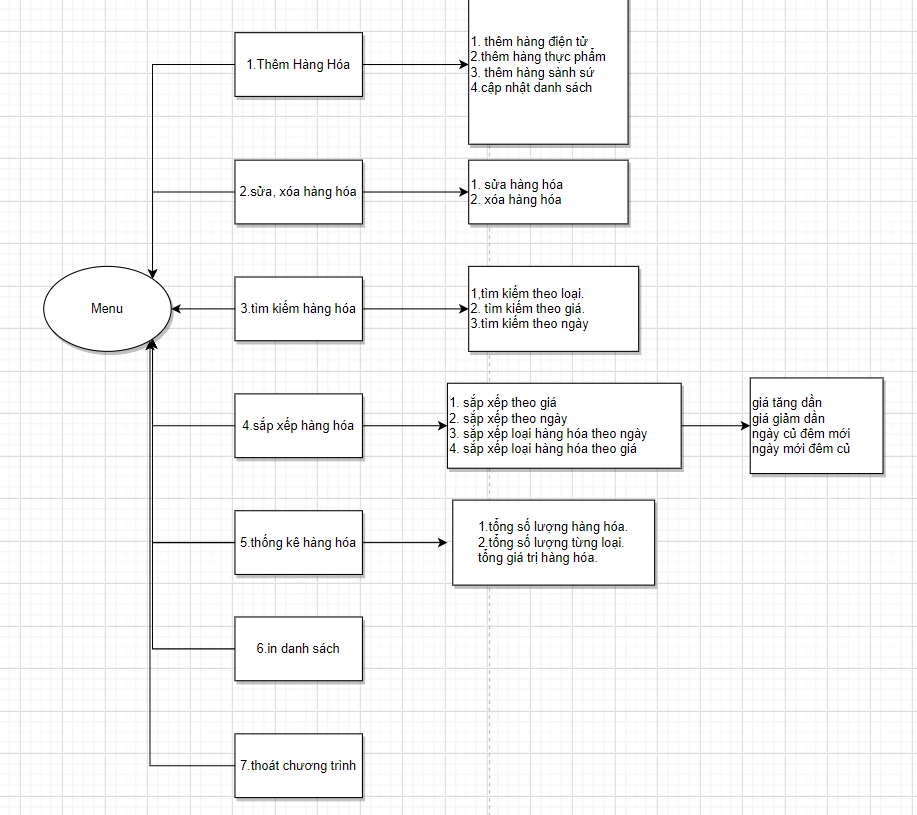 1.Thêm Hàng Hóa
1. thêm hàng điện tử
2.thêm hàng thực phẩm
3. thêm hàng sành sứ
4.cập nhật danh sách
2.sửa, xóa hàng hóa
1. sửa hàng hóa
2. xóa hàng hóa
Menu
3.tìm kiếm hàng hóa
1,tìm kiếm theo loại.
2. tìm kiếm theo giá.
3.tìm kiếm theo ngày
4.sắp xếp hàng hóa
1. sắp xếp theo giá
2. sắp xếp theo ngày
3. sắp xếp loại hàng hóa theo ngày
4. sắp xếp loại hàng hóa theo giá
giá tăng dần
giá giảm dần
ngày củ đêm mới
ngày mới đêm củ
5.thống kê hàng hóa
1.tổng số lượng hàng hóa.
2.tổng số lượng từng loại.
tổng giá trị hàng hóa.
6.in danh sách
7.thoát chương trình